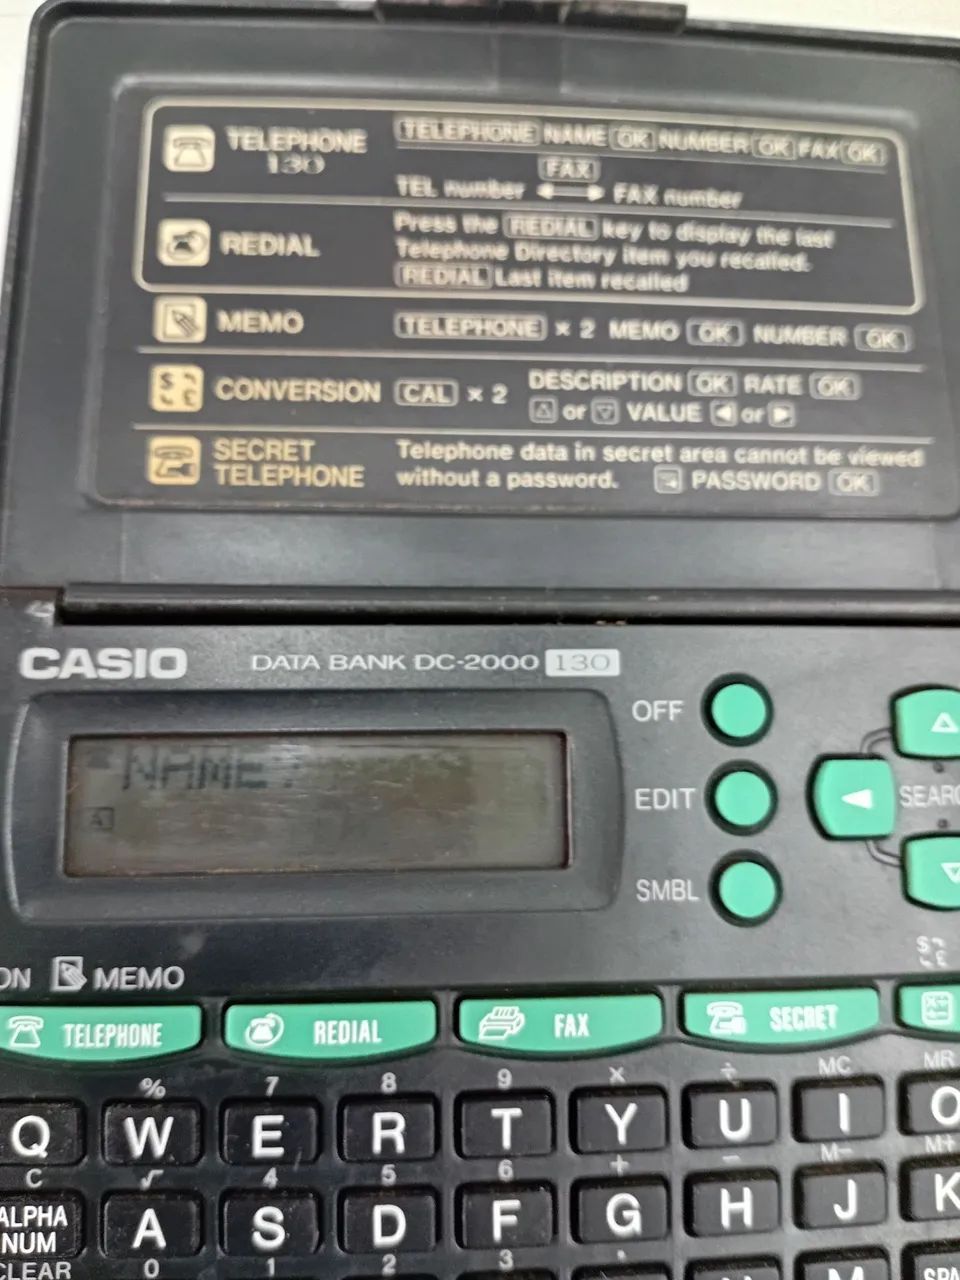 TELEPHONE
130
TELEPHONE NAME OK NUMBER OK FAX OK
FAX
TEL number FAX number
REDIAL
Press the REDIAL key to display the last
Telephone Directory item you recalled.
REDIAL Last item recalled
MEMO
TELEPHONE × 2 MEMO OK NUMBER OK
CONVERSION
CAL × 2
DESCRIPTION OK RATE OK
△ or ▽ VALUE ◀ or ▶
SECRET
TELEPHONE
Telephone data in secret area cannot be viewed
without a password. PASSWORD OK
CASIO DATA BANK DC-2000 130
OFF
NAME?
A
EDIT
SEARC
SMBL
ON MEMO
TELEPHONE REDIAL FAX SECRET
% 7 8 9 × ÷ MC MR
Q W E R T Y U I O
C √ 4 5 6 + − M− M+
ALPHA
NUM
A S D F G H J K
CLEAR 0 1 2 3 .
SPA